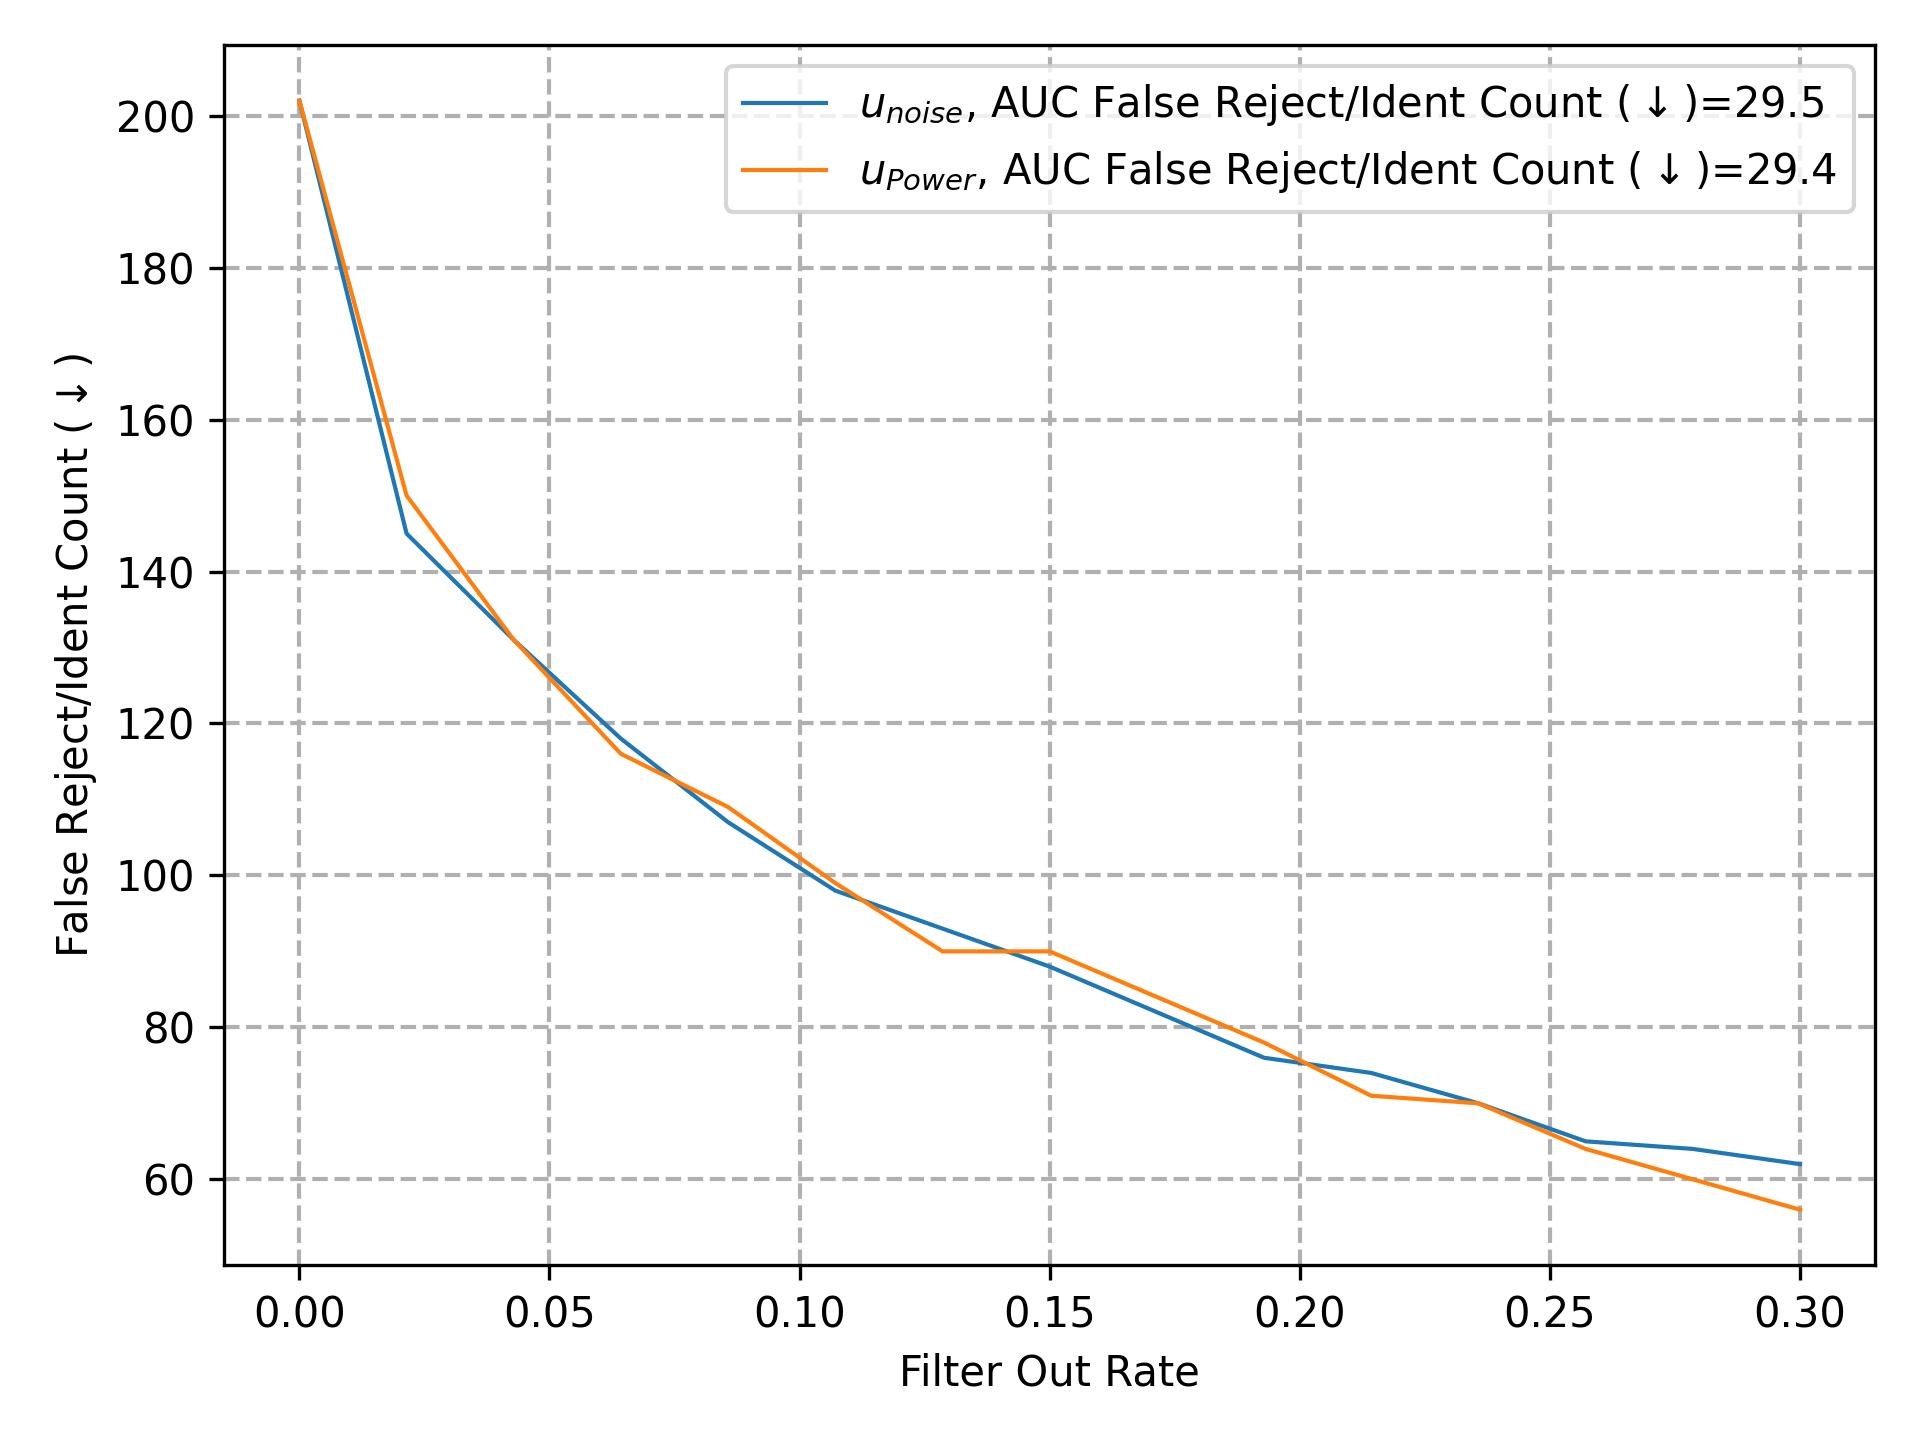 u_noise, AUC False Reject/Ident Count (↓)=29.5
u_Power, AUC False Reject/Ident Count (↓)=29.4
False Reject/Ident Count (↓)
200
180
160
140
120
100
80
60
0.00 0.05 0.10 0.15 0.20 0.25 0.30
Filter Out Rate